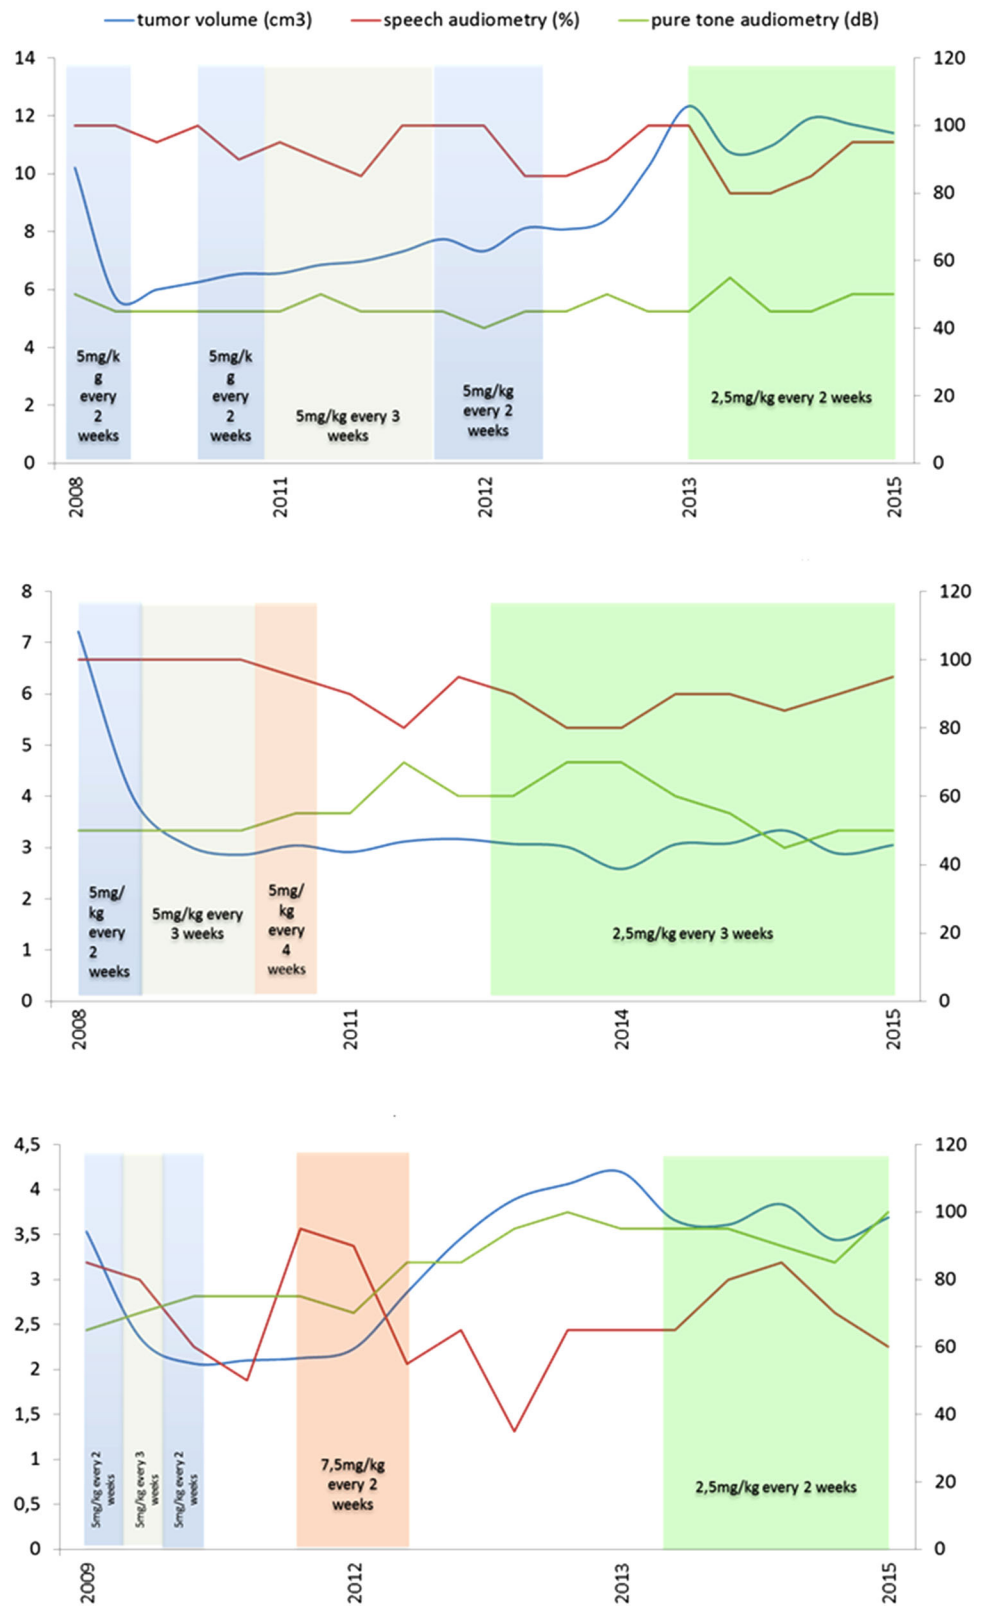 tumor volume (cm3) speech audiometry (%) pure tone audiometry (dB)
14
12
10
8
6
4
2
0
120
100
80
60
40
20
0
5mg/k
g
every
2
weeks
5mg/k
g
every
2
weeks
5mg/kg every 3
weeks
5mg/kg
every 2
weeks
2,5mg/kg every 2 weeks
2008
2011
2012
2013
2015
8
7
6
5
4
3
2
1
0
120
100
80
60
40
20
0
5mg/
kg
every
2
weeks
5mg/kg every
3 weeks
5mg/
kg
every
4
weeks
2,5mg/kg every 3 weeks
2008
2011
2014
2015
4,5
4
3,5
3
2,5
2
1,5
1
0,5
0
120
100
80
60
40
20
0
5mg/kg every 2
weeks
5mg/kg every 3
weeks
5mg/kg every 2
weeks
7,5mg/kg
every 2
weeks
2,5mg/kg every 2 weeks
2009
2012
2013
2015